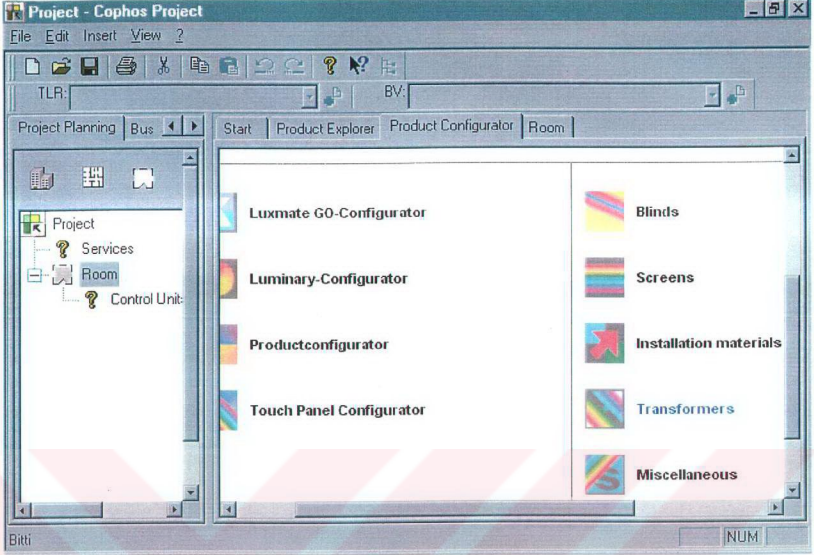 Project - Cophos Project
File Edit Insert View ?
TLR: BV:
Project Planning Bus Start Product Explorer Product Configurator Room
Project
Services
Room
Control Unit
Luxmate GO-Configurator
Luminary-Configurator
Productconfigurator
Touch Panel Configurator
Blinds
Screens
Installation materials
Transformers
Miscellaneous
Bitti NUM